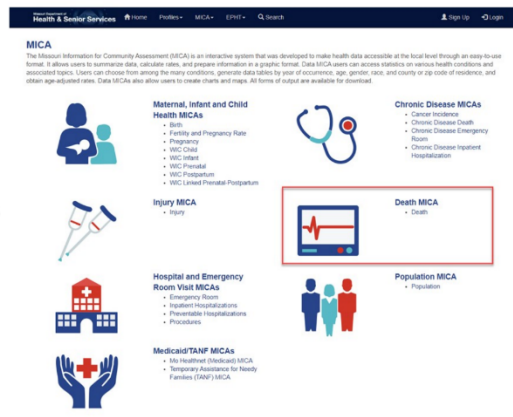 Missouri Department of
Health & Senior Services Home Profiles MICA EPHT Search Sign Up Login
MICA
The Missouri Information for Community Assessment (MICA) is an interactive system that was developed to make health data accessible at the local level through an easy-to-use
format. It allows users to summarize data, calculate rates, and prepare information in a graphic format. Data MICA users can access statistics on various health conditions and
associated topics. Users can choose from among the many conditions, generate data tables by year of occurrence, age, gender, race, and county or zip code of residence, and
obtain age-adjusted rates. Data MICAs also allow users to create charts and maps. All forms of output are available for download.
Maternal, Infant and Child
Health MICAs
Birth
Fertility and Pregnancy Rate
Pregnancy
WIC Child
WIC Infant
WIC Prenatal
WIC Postpartum
WIC Linked Prenatal-Postpartum
Chronic Disease MICAs
Cancer Incidence
Chronic Disease Death
Chronic Disease Emergency
Room
Chronic Disease Inpatient
Hospitalization
Injury MICA
Injury
Death MICA
Death
Hospital and Emergency
Room Visit MICAs
Emergency Room
Inpatient Hospitalizations
Preventable Hospitalizations
Procedures
Population MICA
Population
Medicaid/TANF MICAs
Mo Healthnet (Medicaid) MICA
Temporary Assistance for Needy
Families (TANF) MICA